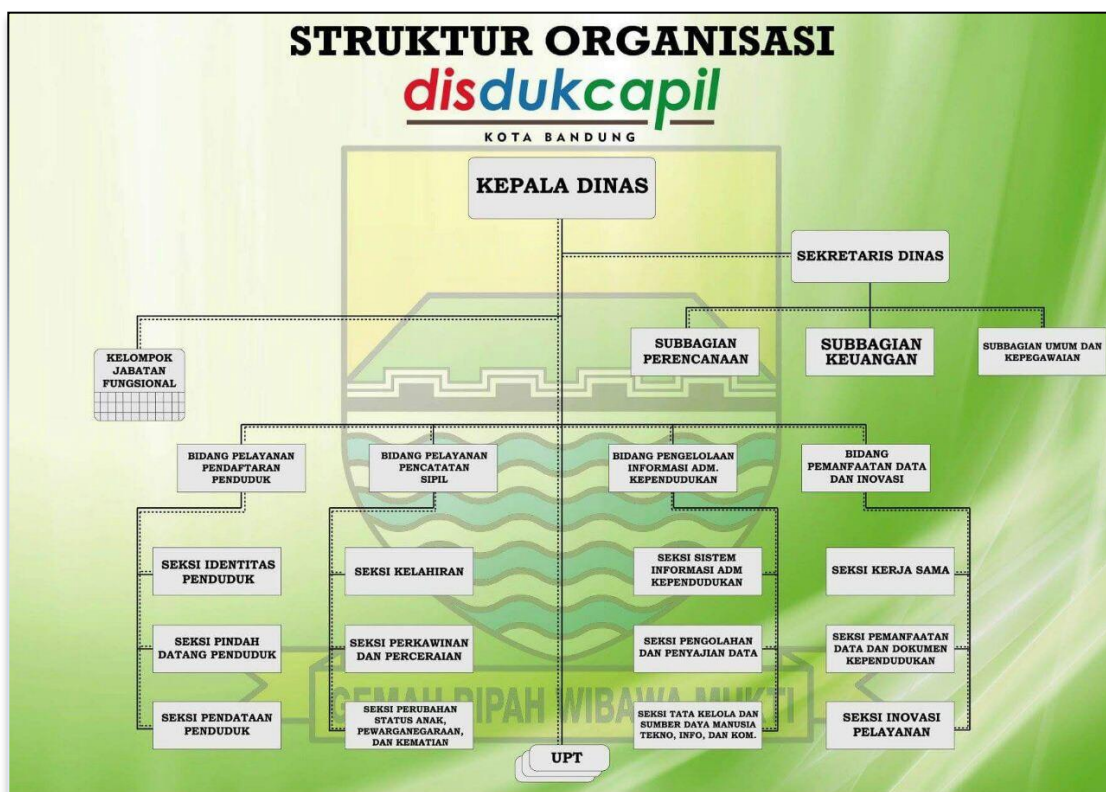 STRUKTUR ORGANISASI
disdukcapil
KOTA BANDUNG
KEPALA DINAS
SEKRETARIS DINAS
SUBBAGIAN
PERENCANAAN
SUBBAGIAN
KEUANGAN
SUBBAGIAN UMUM DAN
KEPEGAWAIAN
KELOMPOK
JABATAN
FUNGSIONAL
BIDANG PELAYANAN
PENDAFTARAN
PENDUDUK
BIDANG PELAYANAN
PENCATATAN
SIPIL
BIDANG PENGELOLAAN
INFORMASI ADM.
KEPENDUDUKAN
BIDANG
PEMANFAATAN DATA
DAN INOVASI
SEKSI IDENTITAS
PENDUDUK
SEKSI KELAHIRAN
SEKSI SISTEM
INFORMASI ADM
KEPENDUDUKAN
SEKSI KERJA SAMA
SEKSI PINDAH
DATANG PENDUDUK
SEKSI PERKAWINAN
DAN PERCERAIAN
SEKSI PENGOLAHAN
DAN PENYAJIAN DATA
SEKSI PEMANFAATAN
DATA DAN DOKUMEN
KEPENDUDUKAN
SEKSI PENDATAAN
PENDUDUK
SEKSI PERUBAHAN
STATUS ANAK,
PEWARGANEGARAAN,
DAN KEMATIAN
SEKSI TATA KELOLA DAN
SUMBER DAYA MANUSIA
TEKNO, INFO, DAN KOM.
SEKSI INOVASI
PELAYANAN
GEMAH RIPAH WIBAWA MUKTI
UPT